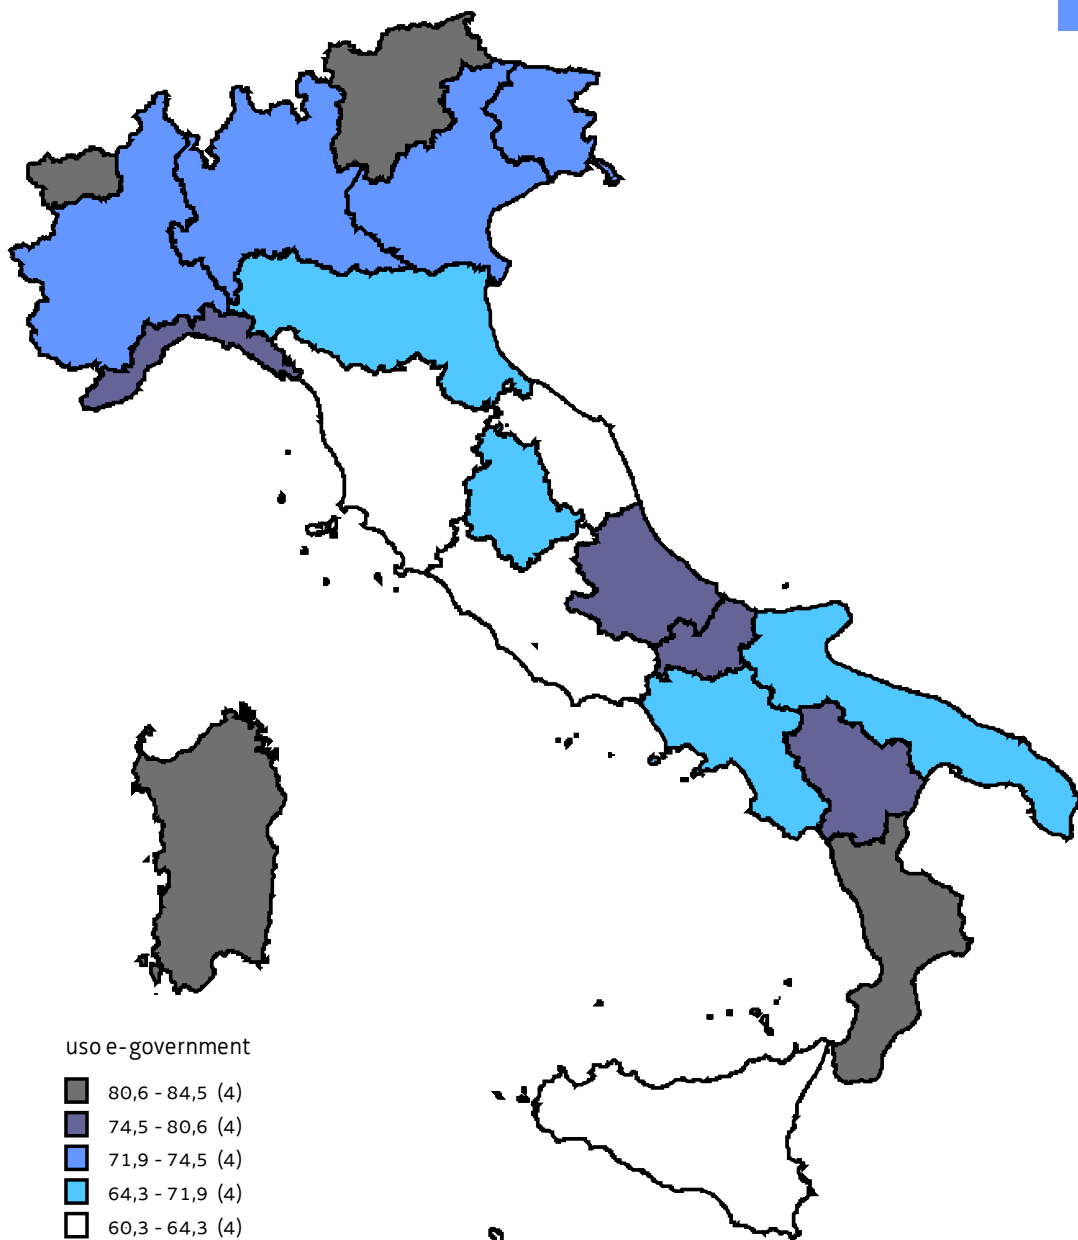 uso e-government
80,6 - 84,5 (4)
74,5 - 80,6 (4)
71,9 - 74,5 (4)
64,3 - 71,9 (4)
60,3 - 64,3 (4)